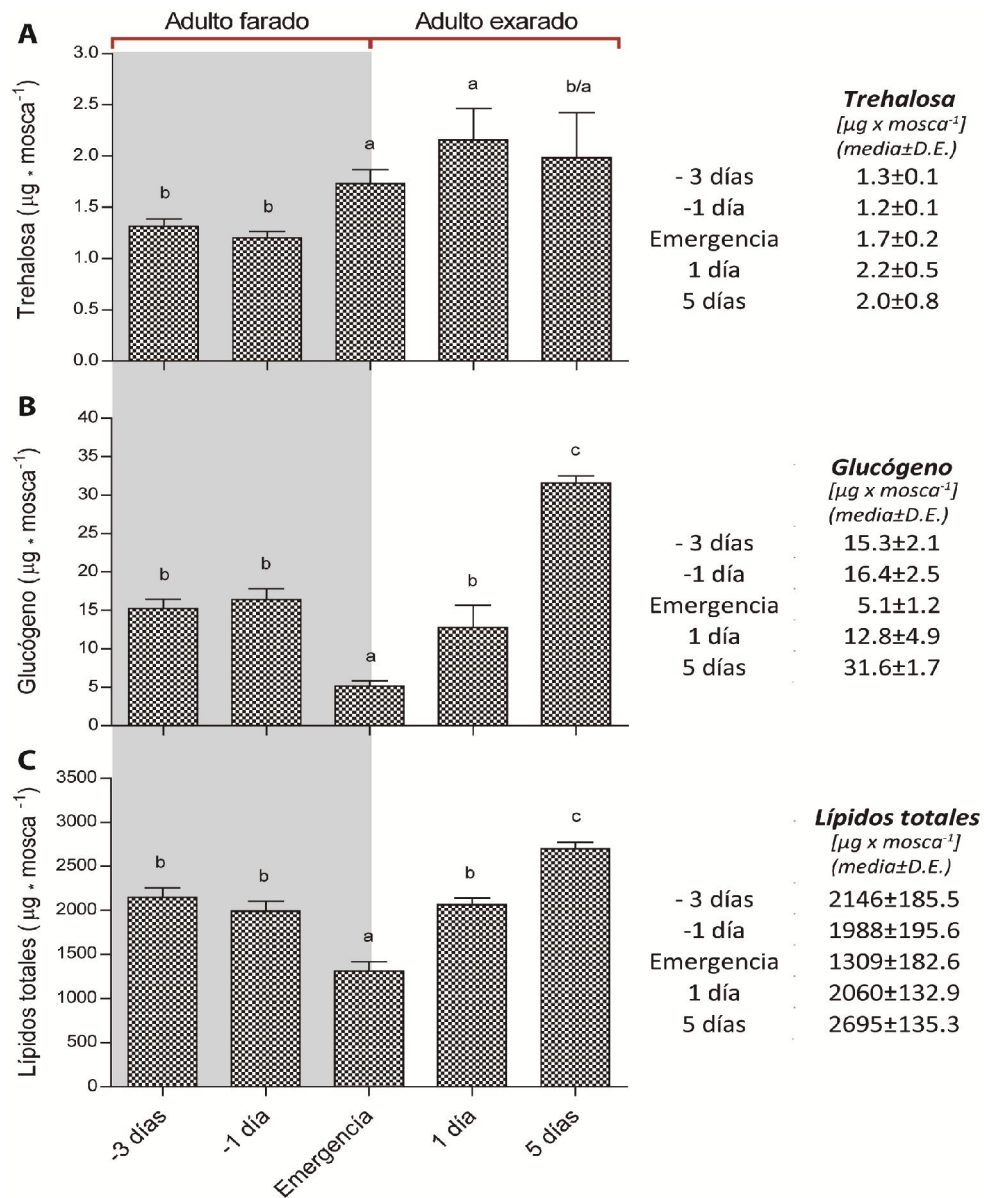 Adulto farado
Adulto exarado
A
Trehalosa (µg * mosca-1)
3.0
2.5
2.0
1.5
1.0
0.5
0.0
b
b
a
a
b/a
Trehalosa
[µg x mosca-1]
(media±D.E.)
- 3 días 1.3±0.1
-1 día 1.2±0.1
Emergencia 1.7±0.2
1 día 2.2±0.5
5 días 2.0±0.8
B
Glucógeno (µg * mosca-1)
40
35
30
25
20
15
10
5
0
b
b
a
b
c
Glucógeno
[µg x mosca-1]
(media±D.E.)
- 3 días 15.3±2.1
-1 día 16.4±2.5
Emergencia 5.1±1.2
1 día 12.8±4.9
5 días 31.6±1.7
C
Lípidos totales ( µg * mosca -1)
3500
3000
2500
2000
1500
1000
500
0
b
b
a
b
c
Lípidos totales
[µg x mosca-1]
(media±D.E.)
- 3 días 2146±185.5
-1 día 1988±195.6
Emergencia 1309±182.6
1 día 2060±132.9
5 días 2695±135.3
-3 días
-1 día
Emergencía
1 día
5 días